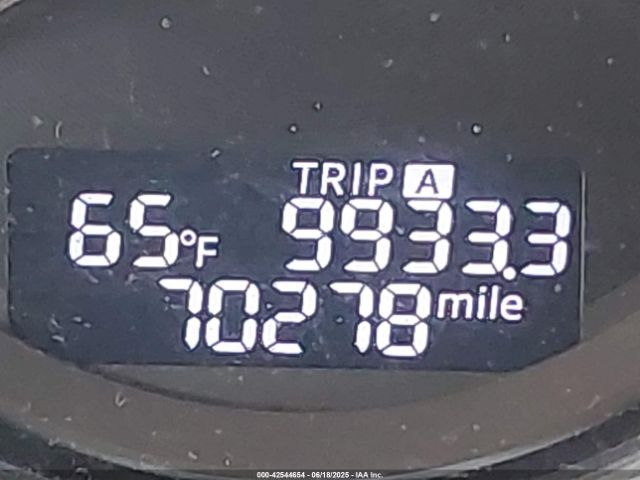 TRIP A
65°F 9933.3
70278 mile
000-42544654 - 06/18/2025 - IAA Inc.